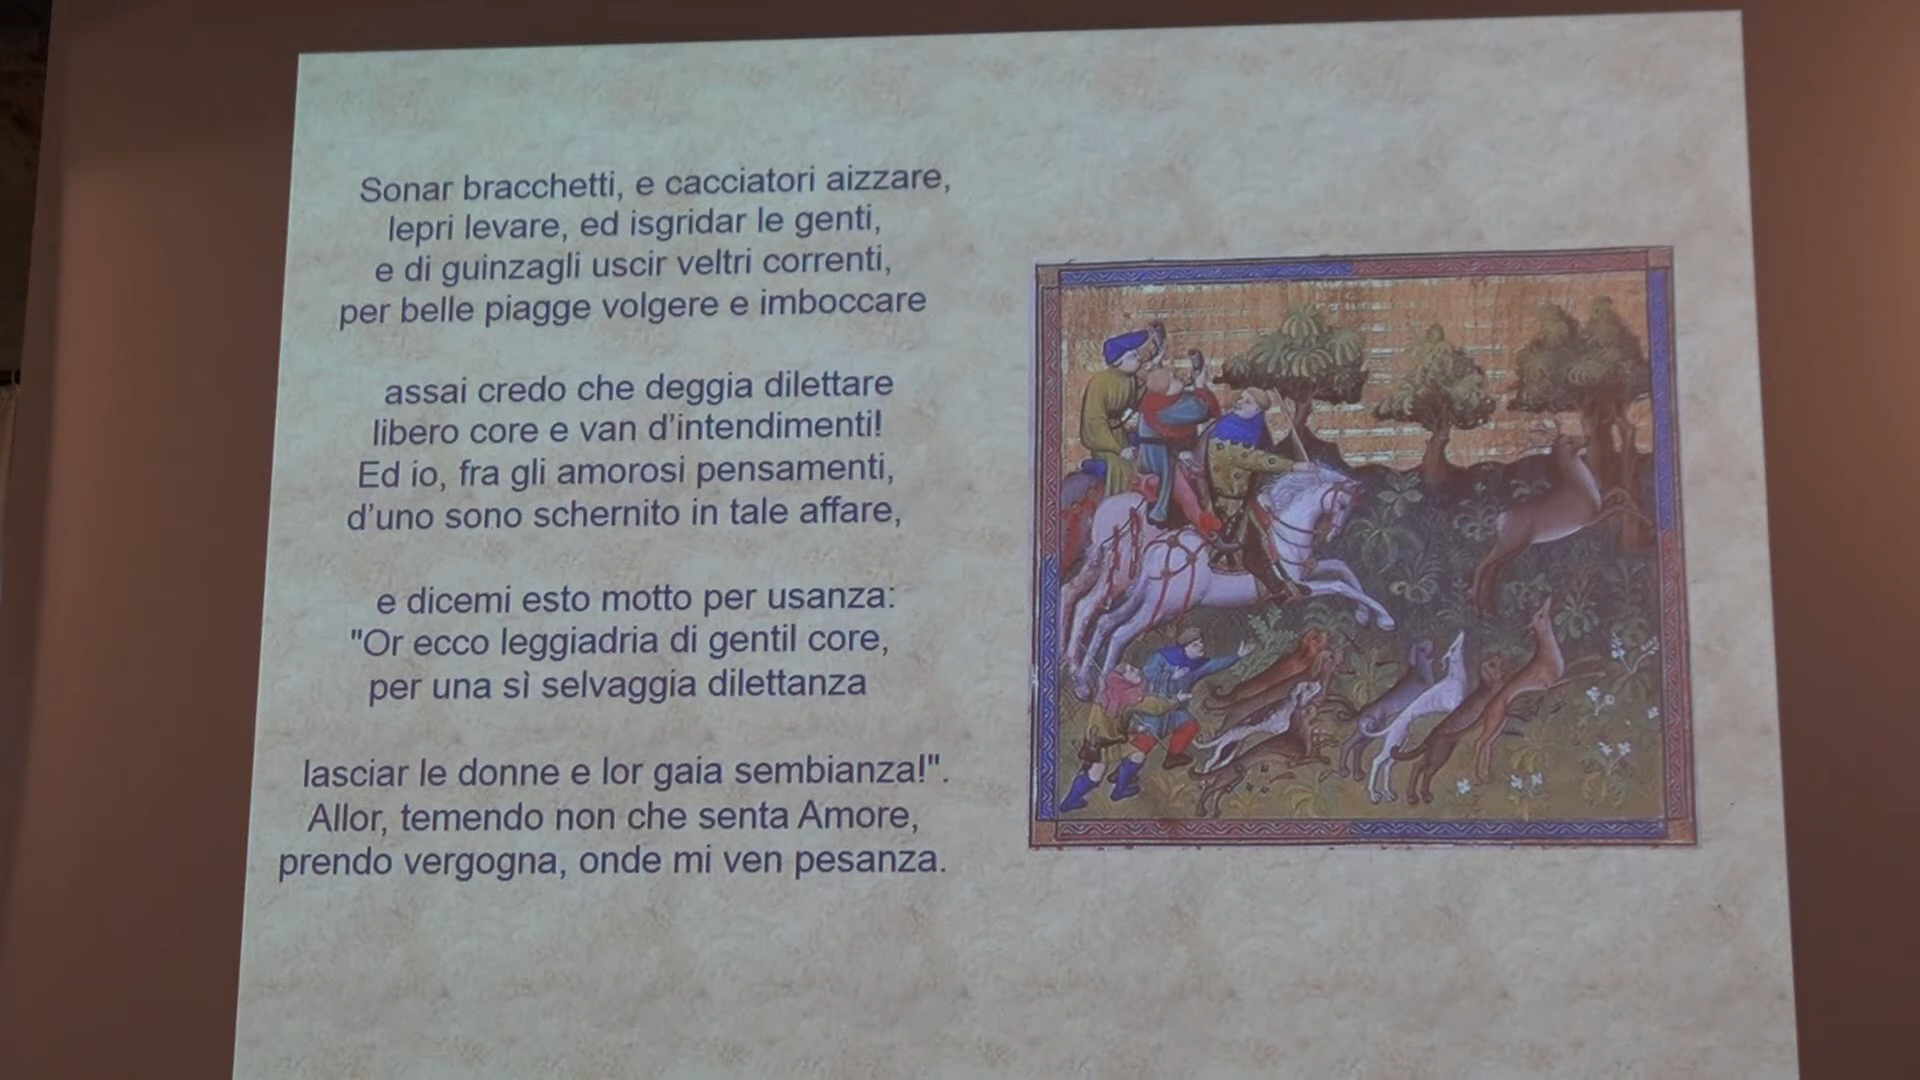 Sonar bracchetti, e cacciatori aizzare,
lepri levare, ed isgridar le genti,
e di guinzagli uscir veltri correnti,
per belle piagge volgere e imboccare
assai credo che deggia dilettare
libero core e van d’intendimenti!
Ed io, fra gli amorosi pensamenti,
d’uno sono schernito in tale affare,
e dicemi esto motto per usanza:
"Or ecco leggiadria di gentil core,
per una sì selvaggia dilettanza
lasciar le donne e lor gaia sembianza!".
Allor, temendo non che senta Amore,
prendo vergogna, onde mi ven pesanza.